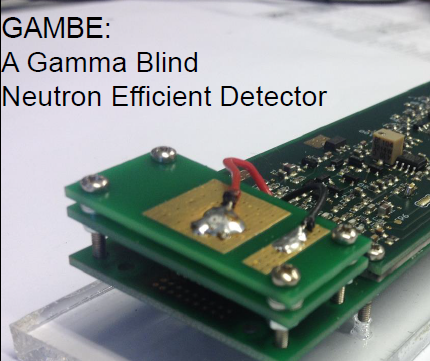 GAMBE:
A Gamma Blind
Neutron Efficient Detector